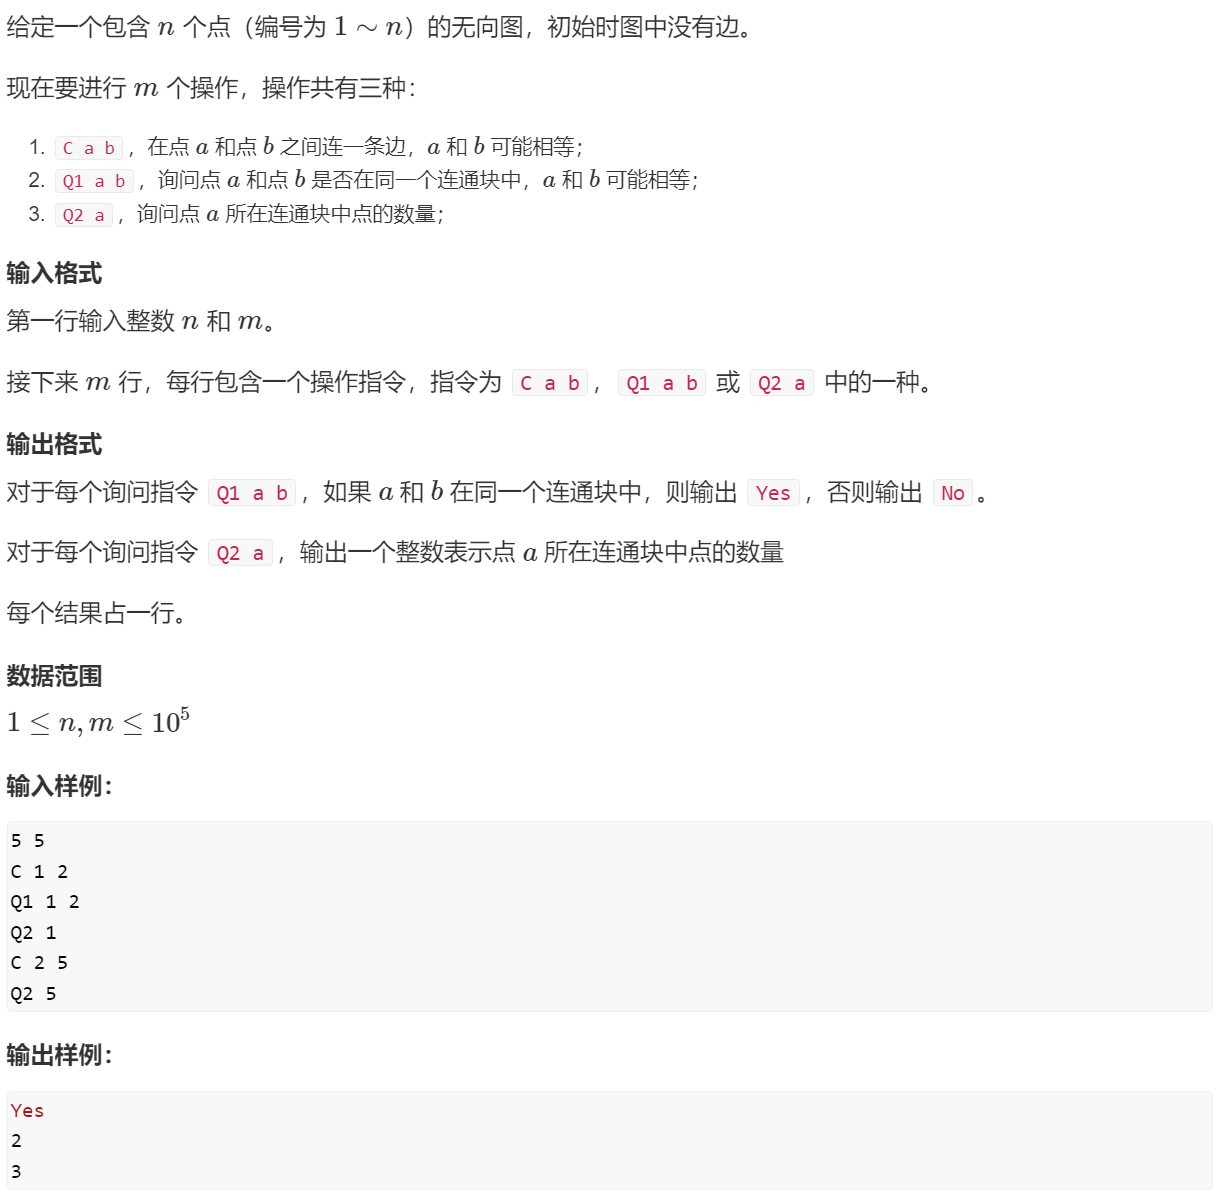 给定一个包含 n 个点（编号为 1 ∼ n）的无向图，初始时图中没有边。
现在要进行 m 个操作，操作共有三种：
1. C a b ，在点 a 和点 b 之间连一条边，a 和 b 可能相等；
2. Q1 a b ，询问点 a 和点 b 是否在同一个连通块中，a 和 b 可能相等；
3. Q2 a ，询问点 a 所在连通块中点的数量；
输入格式
第一行输入整数 n 和 m。
接下来 m 行，每行包含一个操作指令，指令为 C a b ， Q1 a b 或 Q2 a 中的一种。
输出格式
对于每个询问指令 Q1 a b ，如果 a 和 b 在同一个连通块中，则输出 Yes ，否则输出 No 。
对于每个询问指令 Q2 a ，输出一个整数表示点 a 所在连通块中点的数量
每个结果占一行。
数据范围
1 ≤ n, m ≤ 10⁵
输入样例：
5 5
C 1 2
Q1 1 2
Q2 1
C 2 5
Q2 5
输出样例：
Yes
2
3